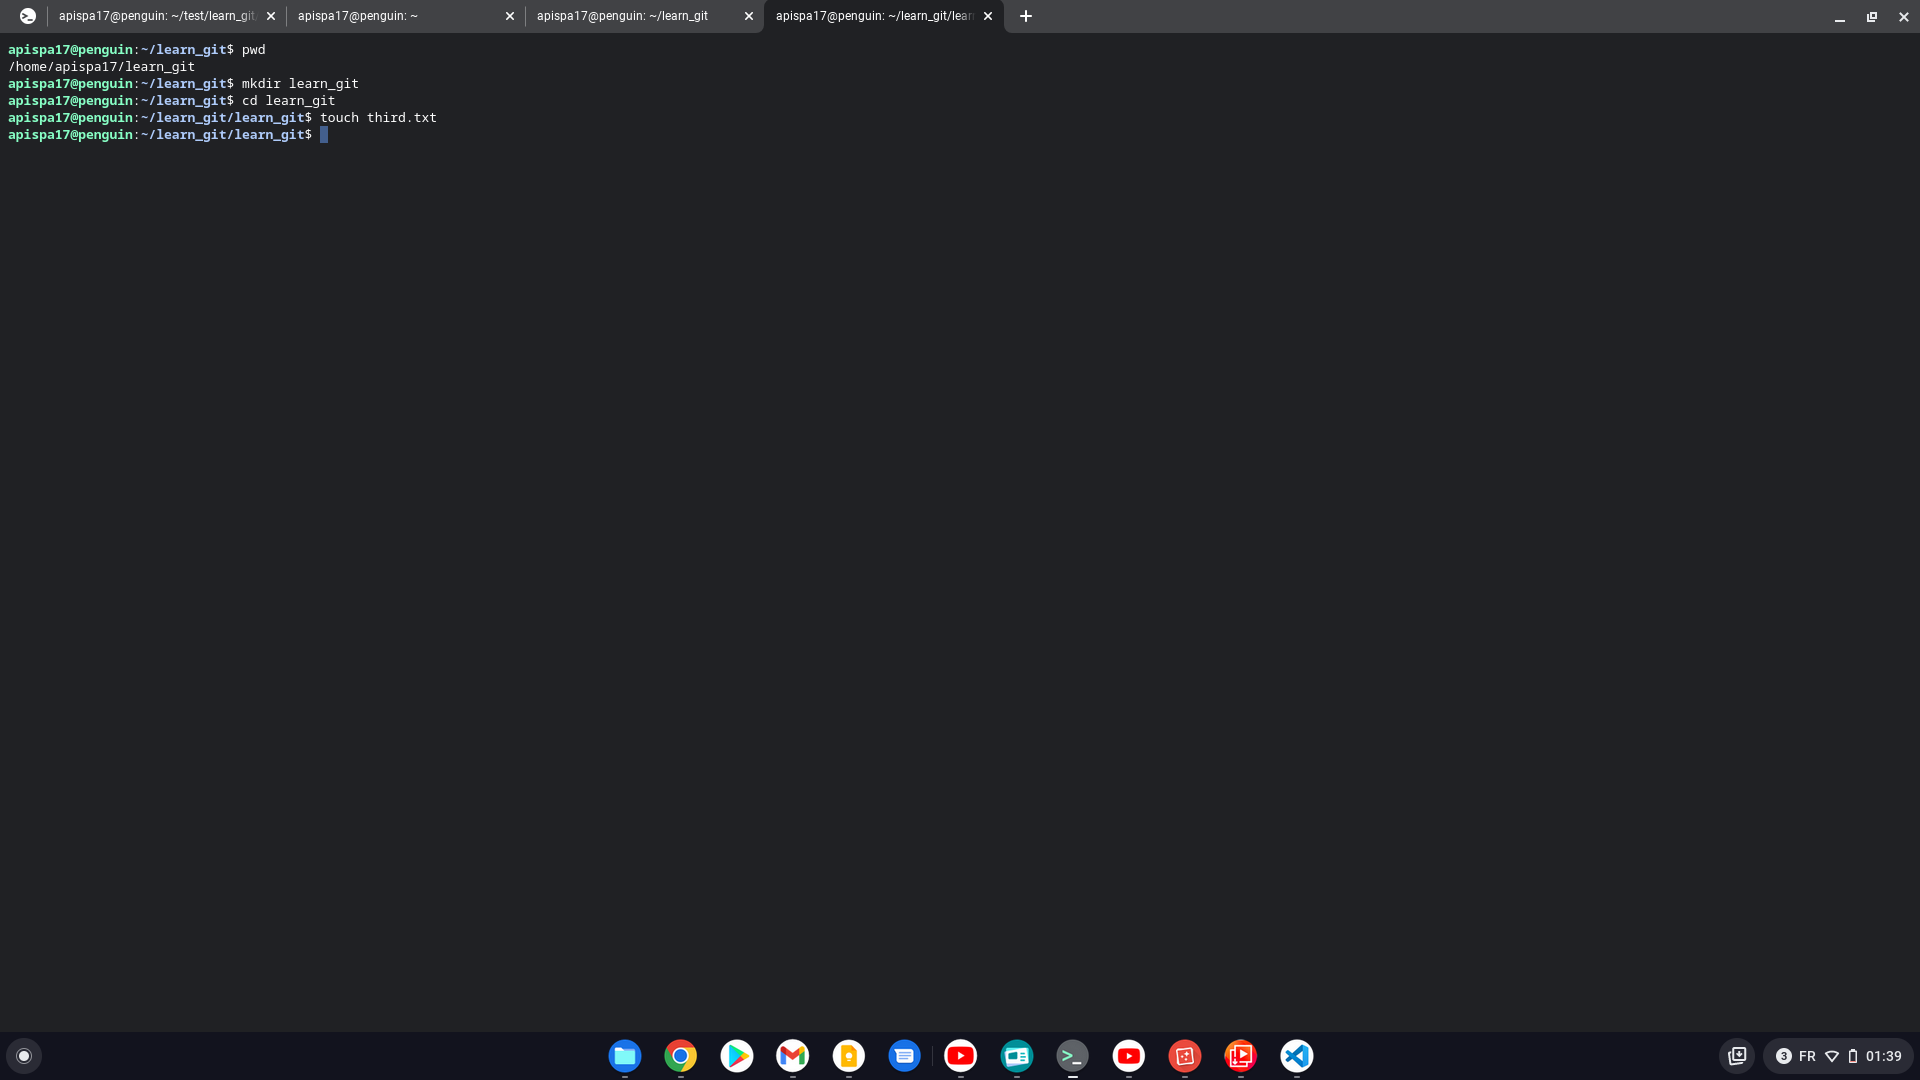 apispa17@penguin: ~/test/learn_git
apispa17@penguin: ~
apispa17@penguin: ~/learn_git
apispa17@penguin: ~/learn_git/lear
apispa17@penguin:~/learn_git$ pwd
/home/apispa17/learn_git
apispa17@penguin:~/learn_git$ mkdir learn_git
apispa17@penguin:~/learn_git$ cd learn_git
apispa17@penguin:~/learn_git/learn_git$ touch third.txt
apispa17@penguin:~/learn_git/learn_git$
3 FR 01:39